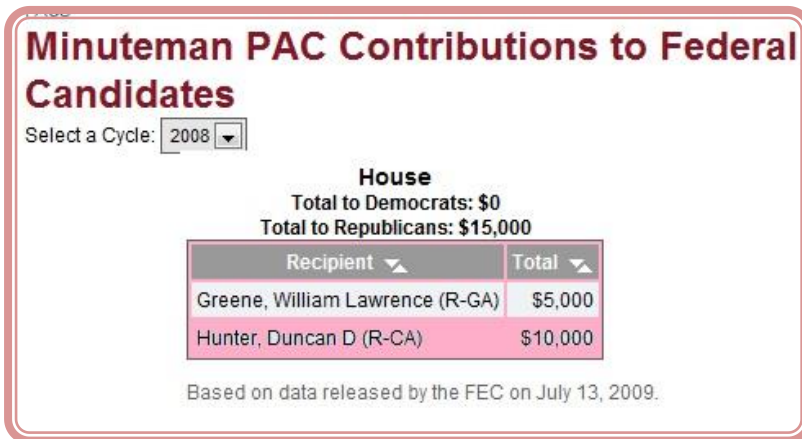 Minuteman PAC Contributions to Federal
Candidates
Select a Cycle: 2008
House
Total to Democrats: $0
Total to Republicans: $15,000
Recipient Total
Greene, William Lawrence (R-GA) $5,000
Hunter, Duncan D (R-CA) $10,000
Based on data released by the FEC on July 13, 2009.